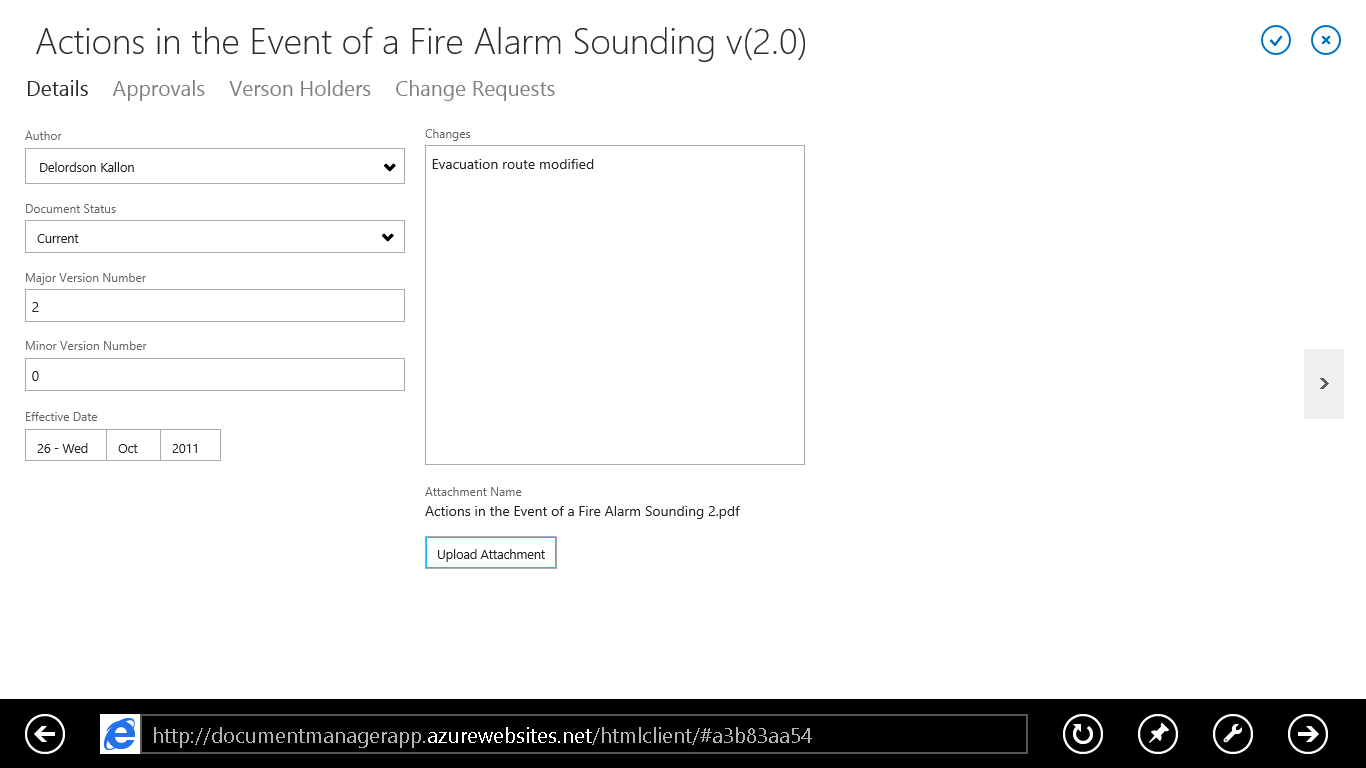 Actions in the Event of a Fire Alarm Sounding v(2.0)
Details Approvals Verson Holders Change Requests
Author
Delordson Kallon
Document Status
Current
Major Version Number
2
Minor Version Number
0
Effective Date
26 - Wed Oct 2011
Changes
Evacuation route modified
Attachment Name
Actions in the Event of a Fire Alarm Sounding 2.pdf
Upload Attachment
http://documentmanagerapp.azurewebsites.net/htmlclient/#a3b83aa54